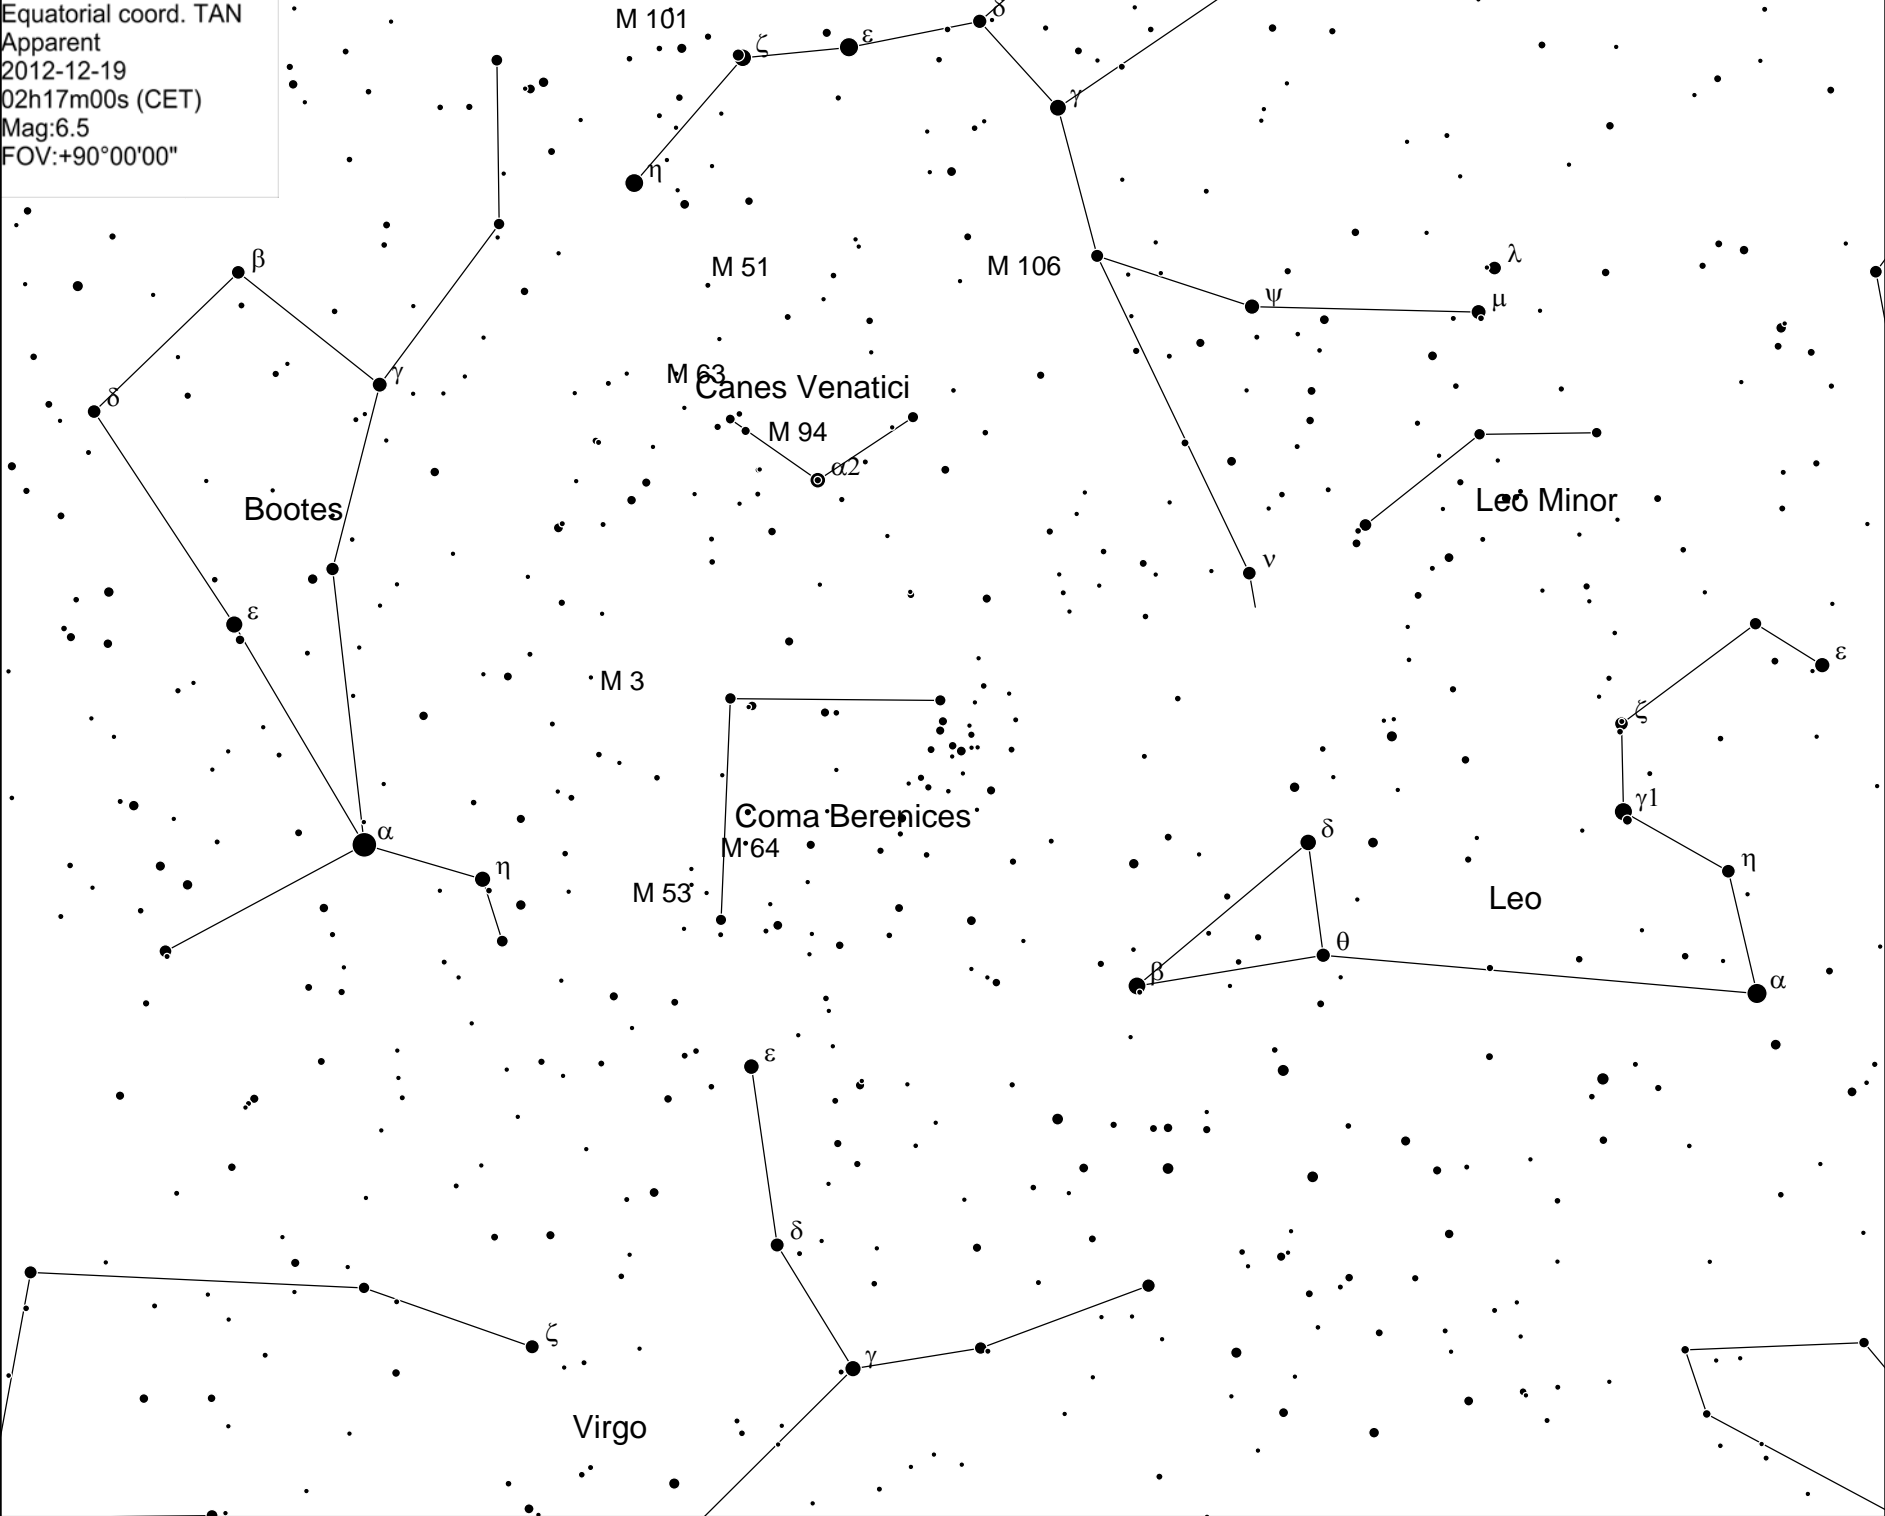 Equatorial coord. TAN
Apparent
2012-12-19
02h17m00s (CET)
Mag:6.5
FOV:+90°00'00"
M 101
ζ
ε
δ
γ
η
β
M 51
M 106
λ
ψ
μ
M 63
Canes Venatici
γ
δ
M 94
α2
Bootes
Leo Minor
ν
ε
ε
M 3
ζ
γ1
Coma Berenices
α
δ
M 64
η
η
M 53
Leo
θ
β
α
ε
δ
ζ
γ
Virgo